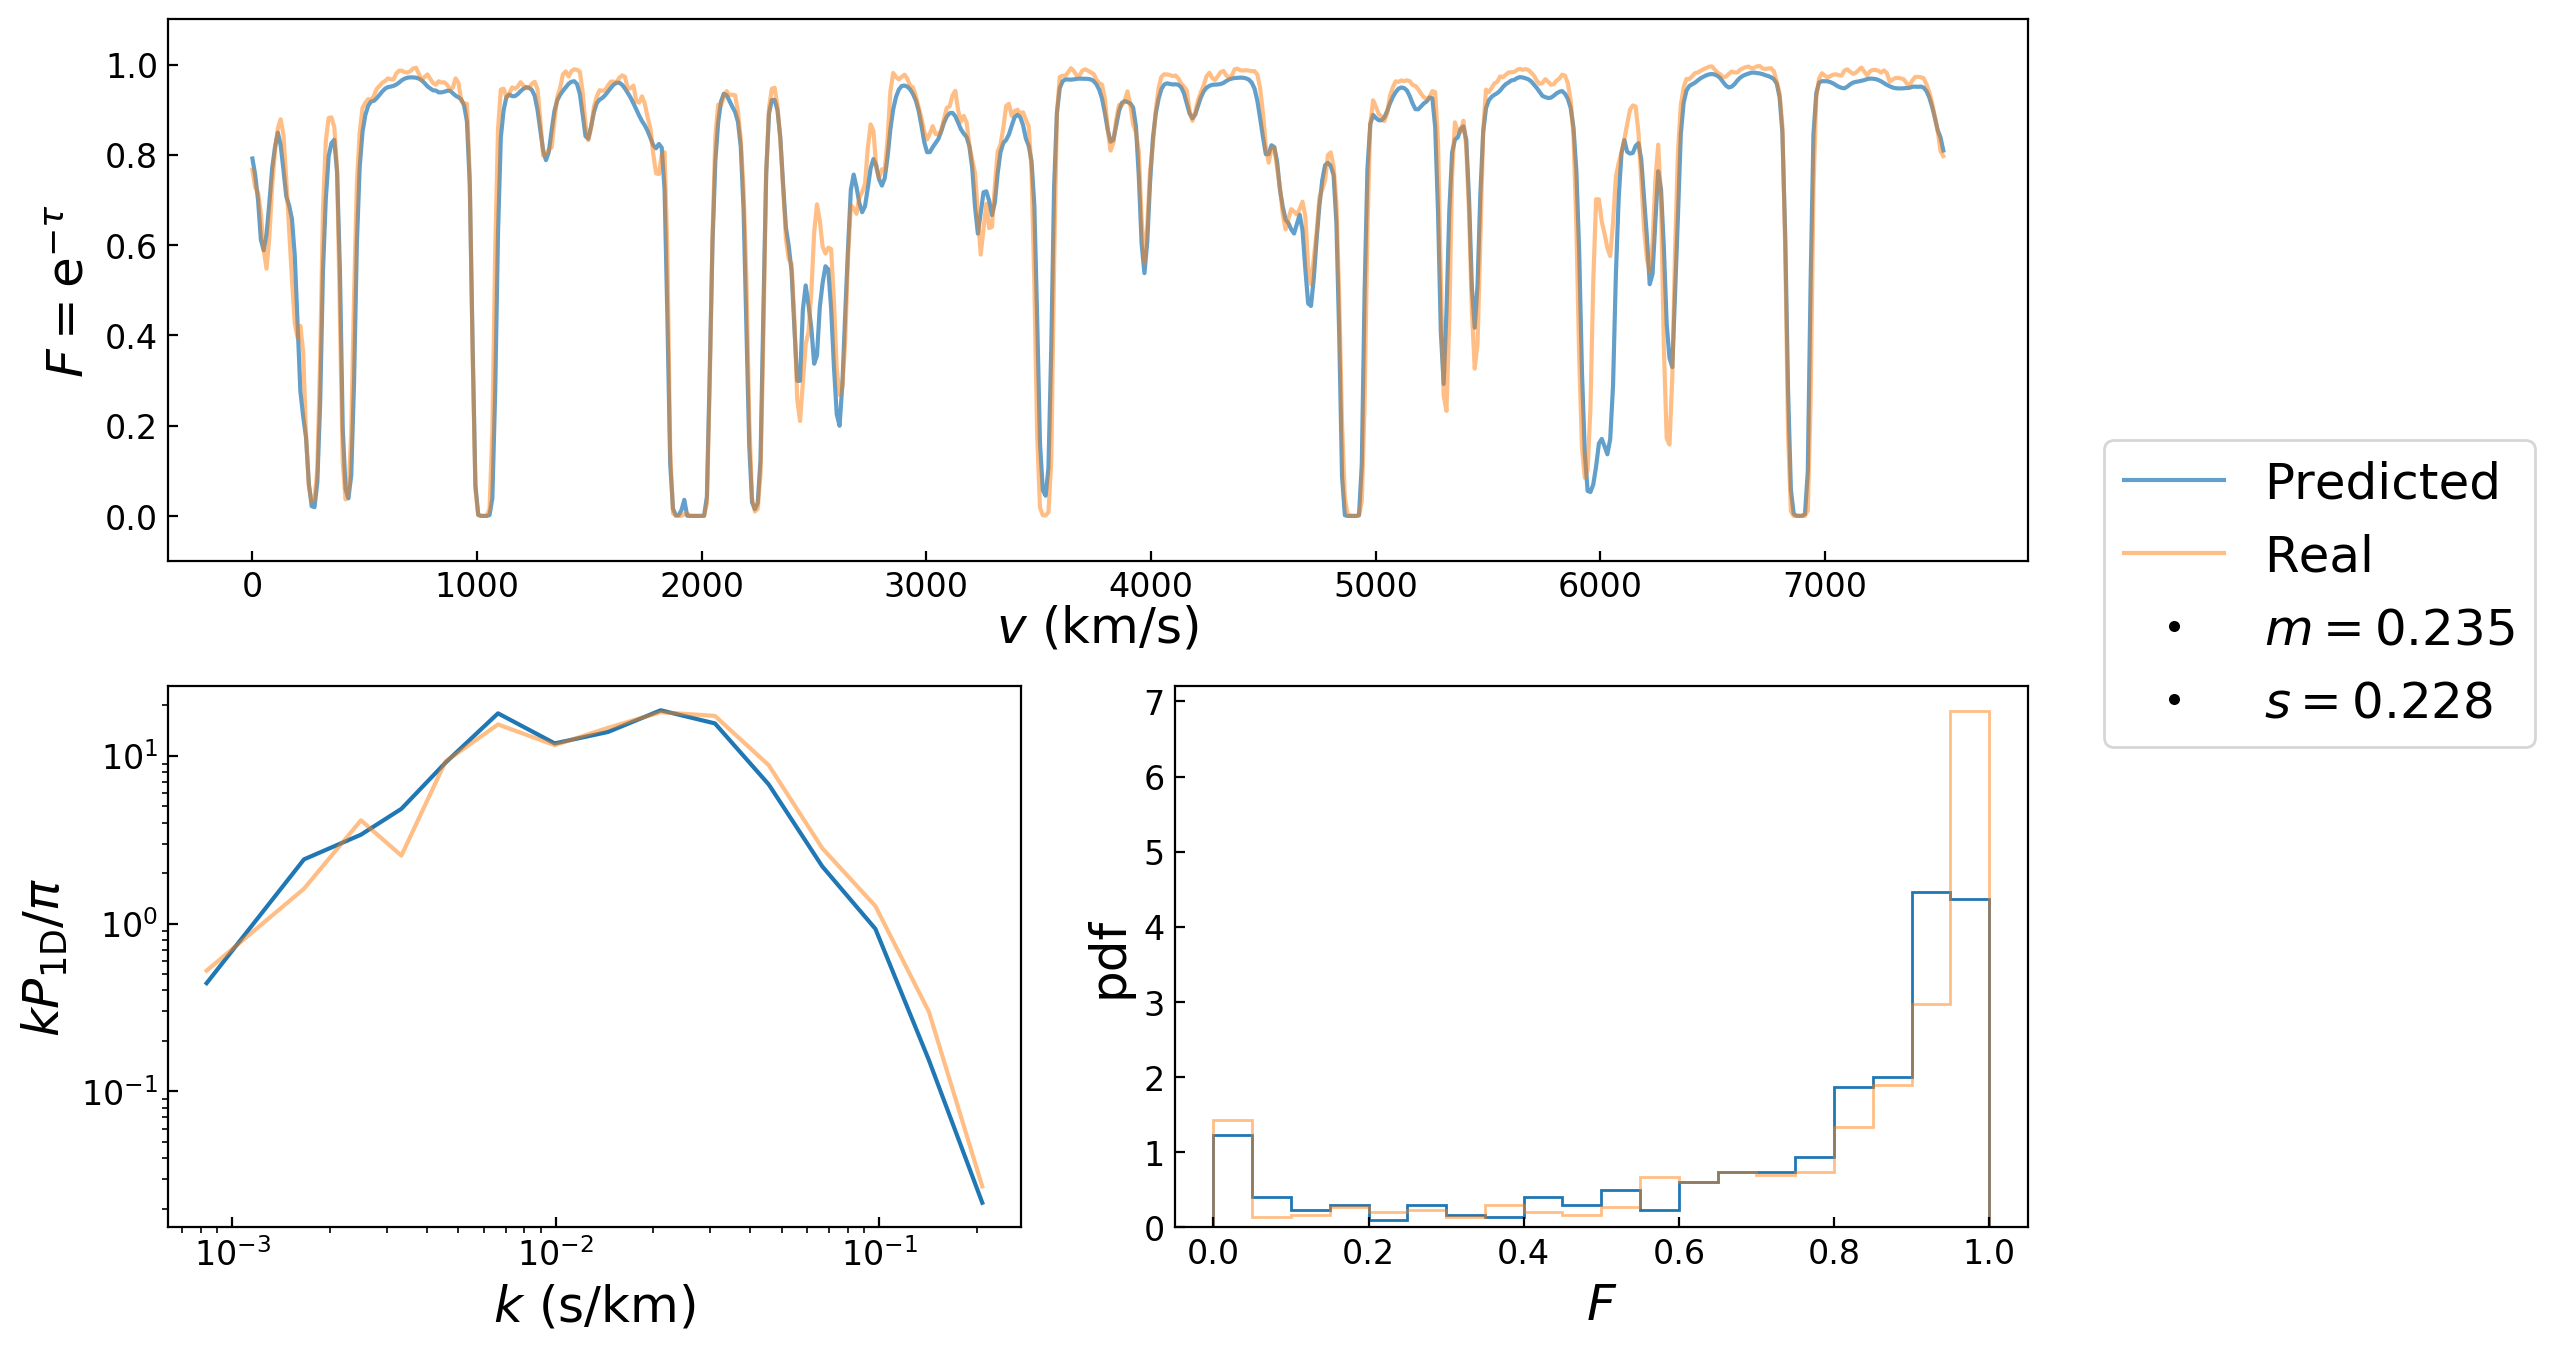 1.0
0.8
0.6
0.4
0.2
0.0
F = e^{-τ}
0 1000 2000 3000 4000 5000 6000 7000
v (km/s)
Predicted
Real
m = 0.235
s = 0.228
10^1
10^0
10^{-1}
kP_{1D}/π
10^{-3} 10^{-2} 10^{-1}
k (s/km)
7
6
5
4
3
2
1
0
pdf
0.0 0.2 0.4 0.6 0.8 1.0
F